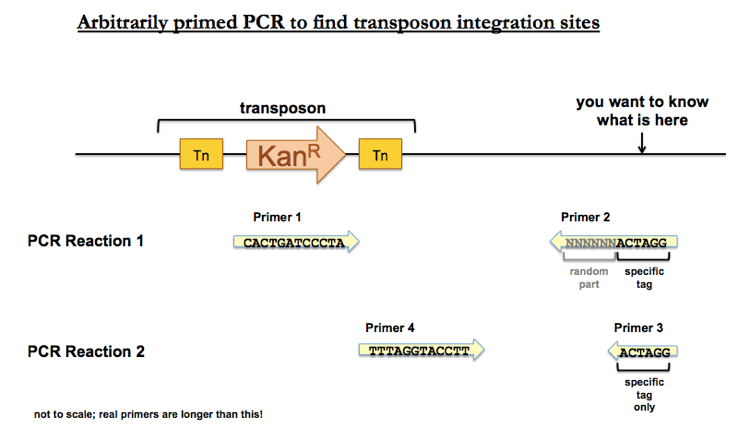 Arbitrarily primed PCR to find transposon integration sites
transposon
you want to know
what is here
Tn
KanR
Tn
Primer 1
Primer 2
PCR Reaction 1
CACTGATCCCTA
NNNNNNACTAGG
random
part
specific
tag
Primer 4
Primer 3
PCR Reaction 2
TTTAGGTACCTT
ACTAGG
specific
tag
only
not to scale; real primers are longer than this!